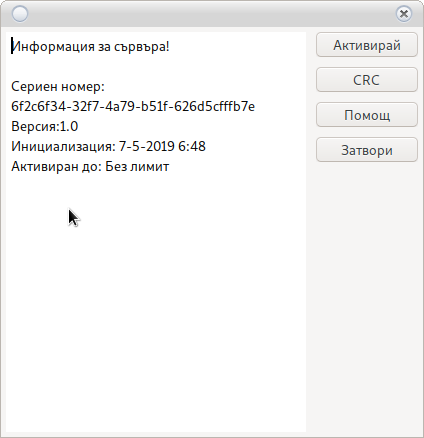 Информация за сървъра!
Сериен номер:
6f2c6f34-32f7-4a79-b51f-626d5cfffb7e
Версия:1.0
Инициализация: 7-5-2019 6:48
Активиран до: Без лимит
Активирай
CRC
Помощ
Затвори